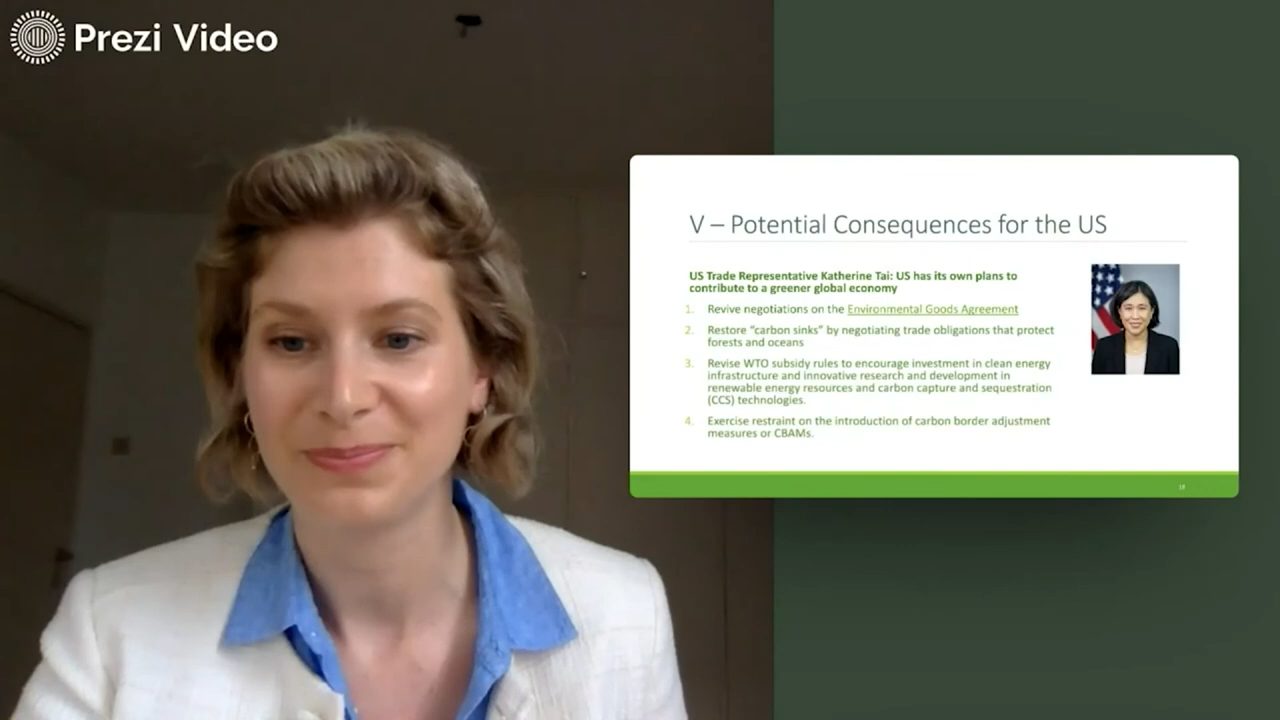 Prezi Video
V – Potential Consequences for the US
US Trade Representative Katherine Tai: US has its own plans to
contribute to a greener global economy
1. Revive negotiations on the Environmental Goods Agreement
2. Restore “carbon sinks” by negotiating trade obligations that protect
forests and oceans
3. Revise WTO subsidy rules to encourage investment in clean energy
infrastructure and innovative research and development in
renewable energy resources and carbon capture and sequestration
(CCS) technologies.
4. Exercise restraint on the introduction of carbon border adjustment
measures or CBAMs.